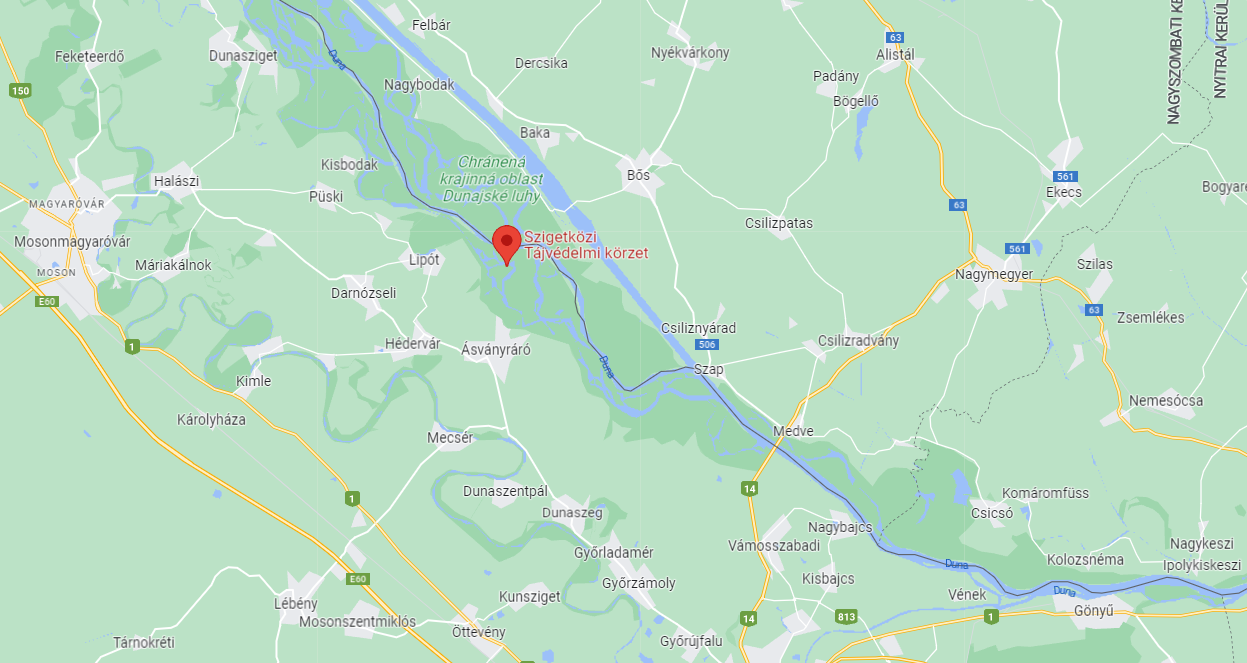 Felbár
NAGYSZOMBATI KE
NYITRAI KERÜL
63
Feketeerdő
Dunasziget
Duna
Nyékvárkony
Alistál
Dercsika
150
Nagybodak
Padány
Bögellő
Baka
Kisbodak
Chránená
krajinná oblast
Dunajské luhy
Bös
561
Halászi
Püski
Ekecs
Bogyare
MAGYARÓVÁR
63
Csilizpatas
Mosonmagyaróvár
Szigetközi
Tájvédelmi körzet
561
MOSON
Máriakálnok
Lipót
Nagymegyer
Szilas
Darnózseli
E60
63
Zsemlékes
Csiliznyárad
1
Hédervár
Ásványráró
506
Csilizradvány
Duna
Szap
Kimle
Nemesócsa
Károlyháza
Mecsér
Medve
Dunaszentpál
14
Komáromfüss
1
Dunaszeg
Csicsó
Nagybajcs
Vámosszabadi
Győrladamér
Nagykeszi
Kolozsnéma
Ipolykiskeszi
Duna
E60
Győrzámoly
Kisbajcs
Duna
Kunsziget
Vének
Lébény
Gönyű
Mosonszentmiklós
14
813
1
Öttevény
Tárnokréti
Győrújfalu